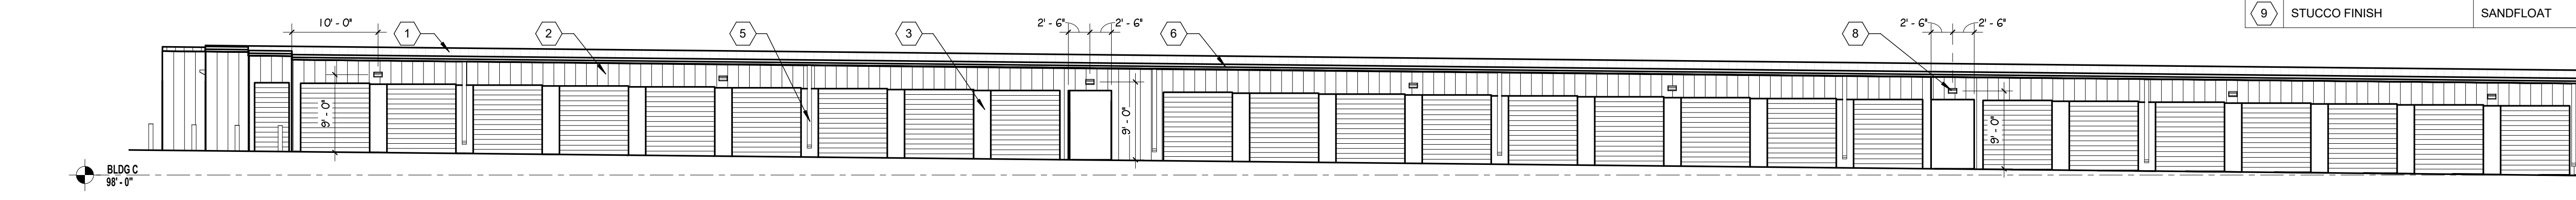 9 STUCCO FINISH SANDFLOAT
10' - 0"
1
2
5
3
2' - 6" 2' - 6"
6
8
2' - 6" 2' - 6"
9' - 0"
9' - 0"
9' - 0"
BLDG C
98' - 0"